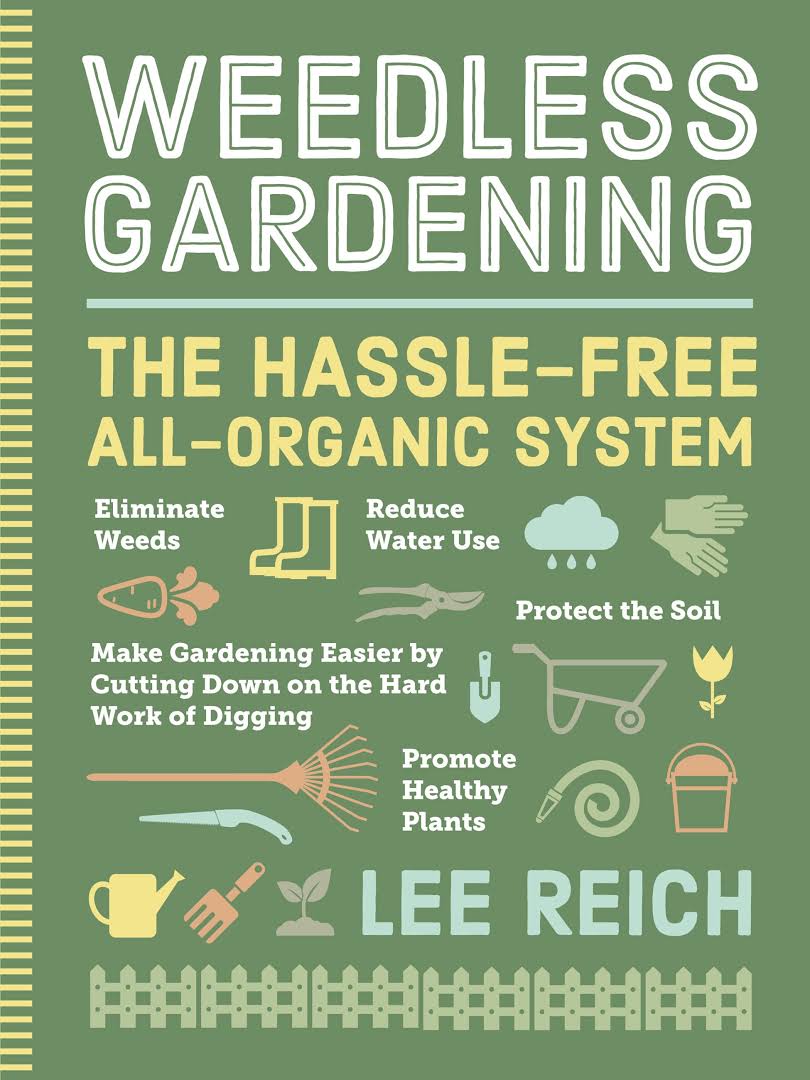 WEEDLESS
GARDENING
THE HASSLE-FREE
ALL-ORGANIC SYSTEM
Eliminate
Weeds
Reduce
Water Use
Protect the Soil
Make Gardening Easier by
Cutting Down on the Hard
Work of Digging
Promote
Healthy
Plants
LEE REICH